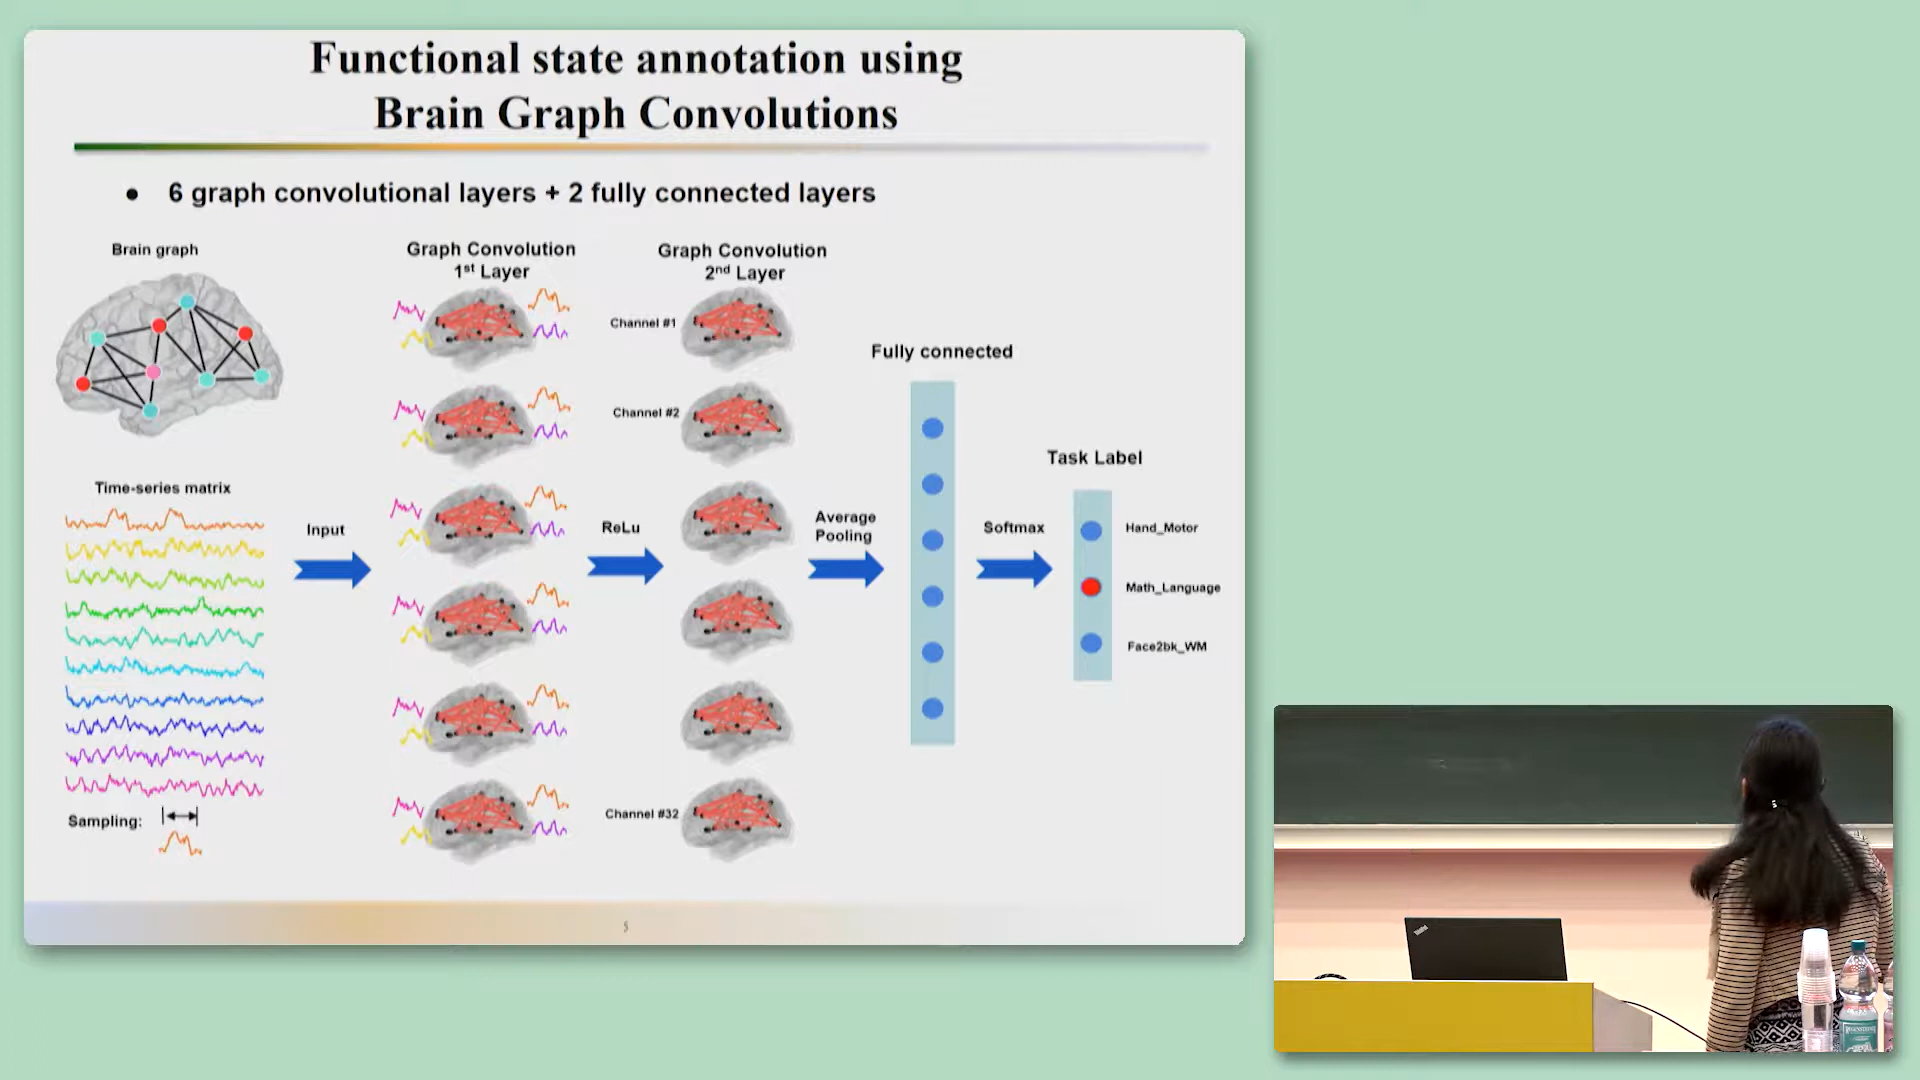 Functional state annotation using
Brain Graph Convolutions
● 6 graph convolutional layers + 2 fully connected layers
Brain graph
Graph Convolution
1st Layer
Graph Convolution
2nd Layer
Channel #1
Fully connected
Channel #2
Task Label
Time-series matrix
Input
ReLu
Average
Pooling
Softmax
Hand_Motor
Math_Language
Face2bk_WM
Sampling:
Channel #32
5